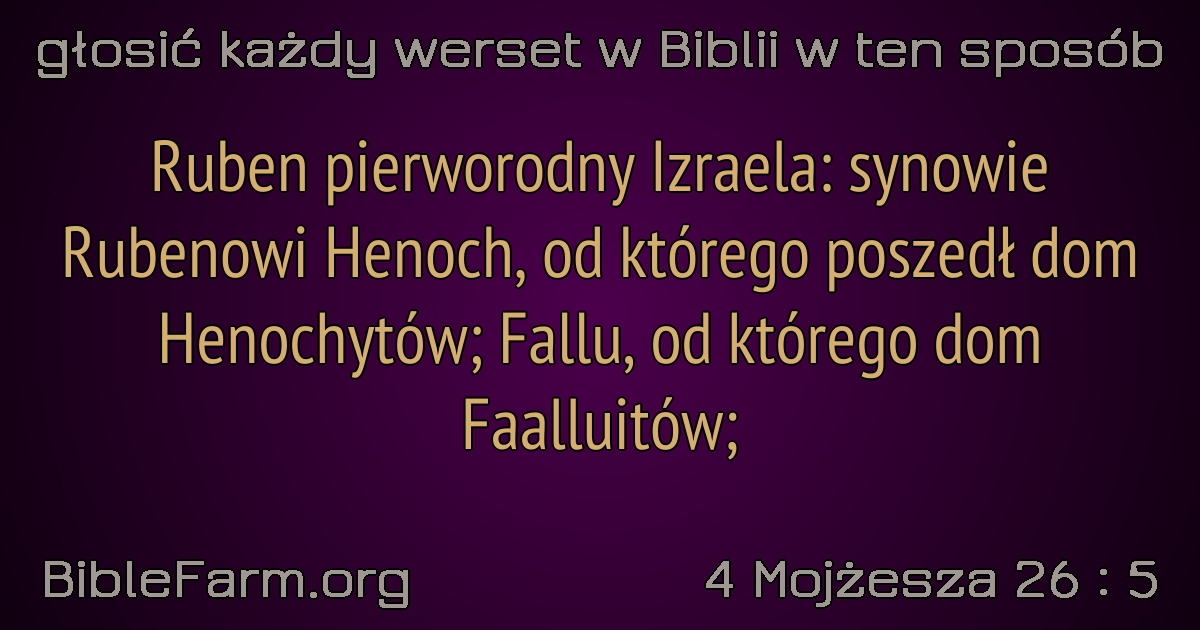 głosić każdy werset w Biblii w ten sposób
Ruben pierworodny Izraela: synowie
Rubenowi Henoch, od którego poszedł dom
Henochytów; Fallu, od którego dom
Faalluitów;
BibleFarm.org
4 Mojżesza 26 : 5